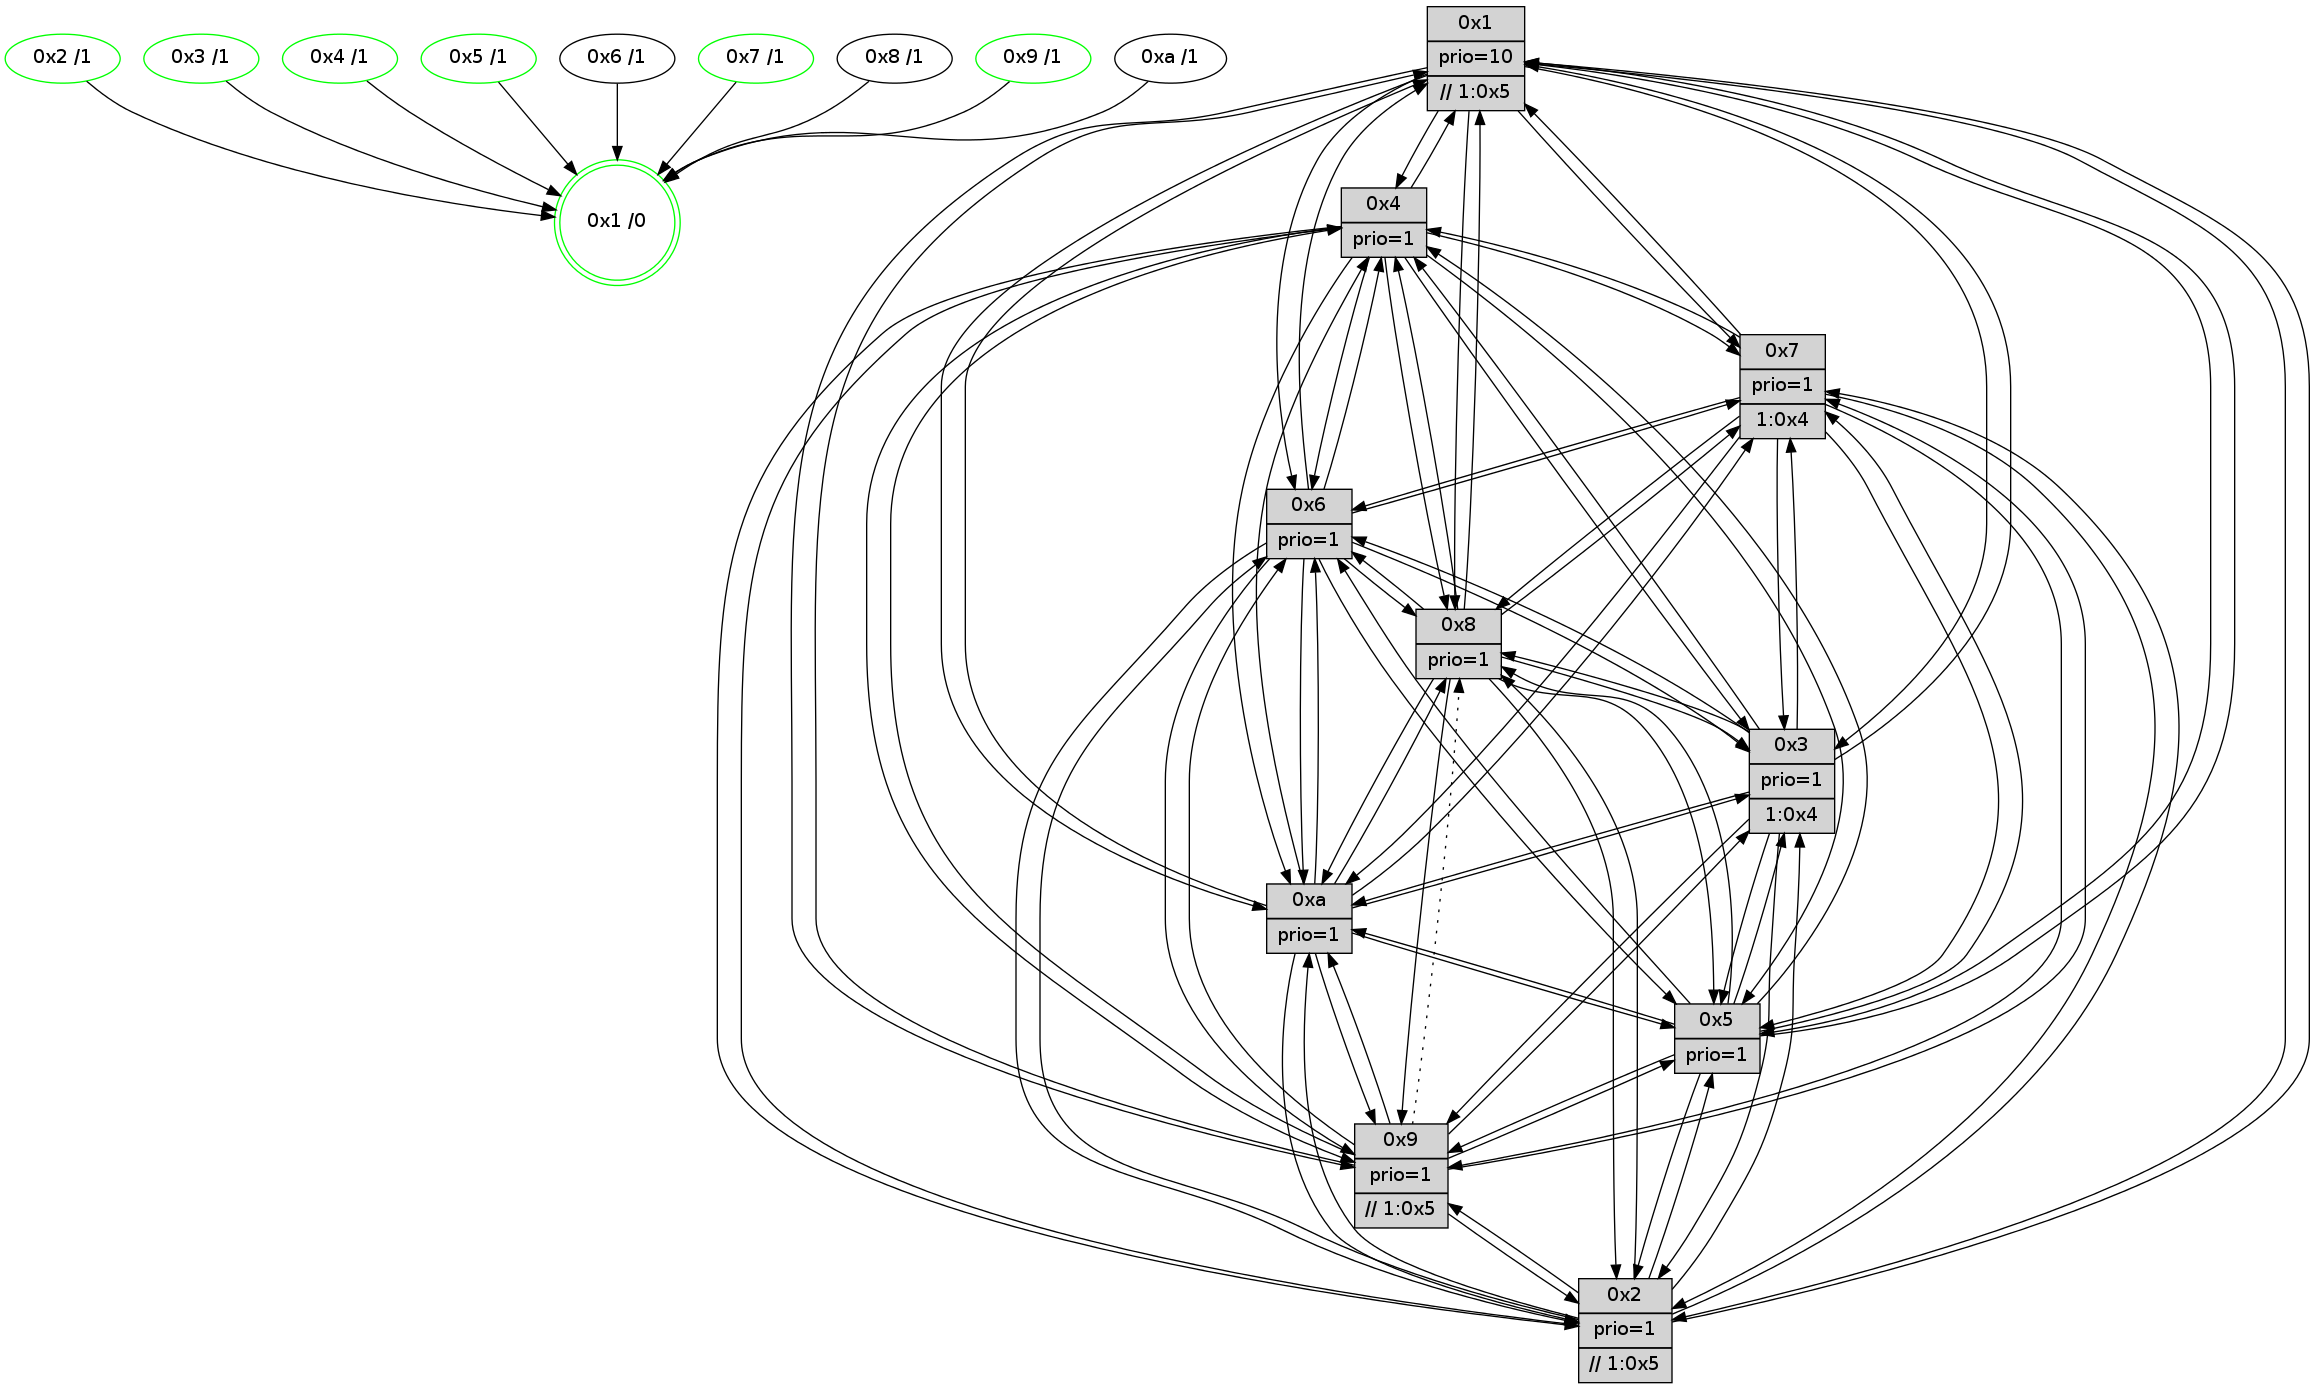 0x2 /1
0x3 /1
0x4 /1
0x5 /1
0x6 /1
0x7 /1
0x8 /1
0x9 /1
0xa /1
0x1 /0
0x1
prio=10
// 1:0x5
0x4
prio=1
0x7
prio=1
1:0x4
0x6
prio=1
0x8
prio=1
0x3
prio=1
1:0x4
0xa
prio=1
0x5
prio=1
0x9
prio=1
// 1:0x5
0x2
prio=1
// 1:0x5